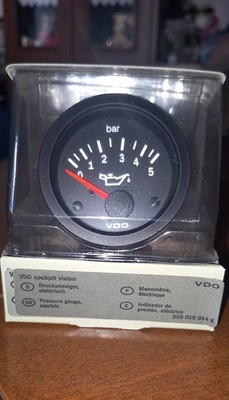 bar
0 1 2 3 4 5
VDO
VDO cockpit vision
VDO
D Druckanzeiger, elektrisch
F Manomètre, électrique
GB Pressure gauge, electric
E Indicador de presión, eléctrico
350 010 014 K